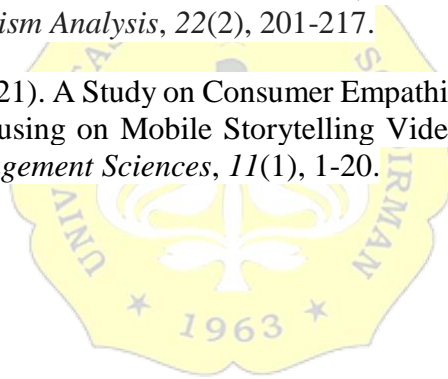 ism Analysis, 22(2), 201-217.
21). A Study on Consumer Empathi
using on Mobile Storytelling Vide
gement Sciences, 11(1), 1-20.
1963